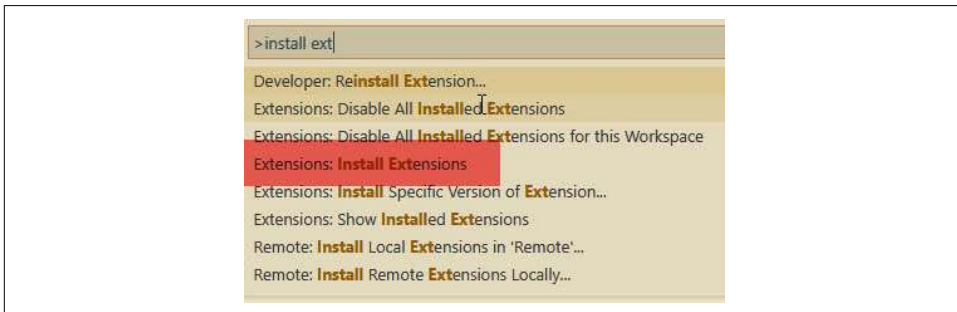 >install ext
Developer: Reinstall Extension...
Extensions: Disable All Installed Extensions
Extensions: Disable All Installed Extensions for this Workspace
Extensions: Install Extensions
Extensions: Install Specific Version of Extension...
Extensions: Show Installed Extensions
Remote: Install Local Extensions in 'Remote'...
Remote: Install Remote Extensions Locally...